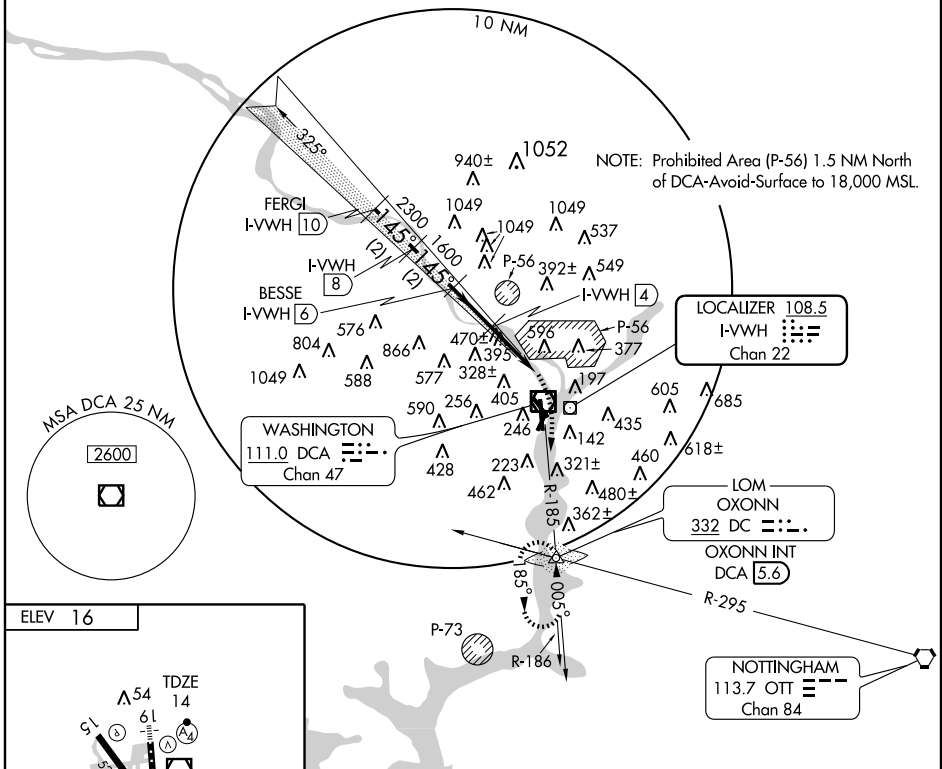 10 NM
NOTE: Prohibited Area (P-56) 1.5 NM North
of DCA-Avoid-Surface to 18,000 MSL.
325°
940±
1052
FERGI
I-VWH 10
145°
2300
1049
1049
1049
537
(2)
145°
1600
(2)
I-VWH
8
P-56
392±
549
BESSE
I-VWH 6
I-VWH 4
LOCALIZER 108.5
I-VWH
Chan 22
576
596
P-56
377
804
866
470±
395
1049
588
577
328±
405
197
605
685
590
256
246
435
142
WASHINGTON
111.0 DCA
Chan 47
428
223
321±
460
618±
462
480±
R-185
362±
MSA DCA 25 NM
2600
LOM
OXONN
332 DC
OXONN INT
DCA 5.6
185°
005°
R-295
R-186
P-73
NOTTINGHAM
113.7 OTT
Chan 84
ELEV 16
54
TDZE
14
15
19
P
V
A4